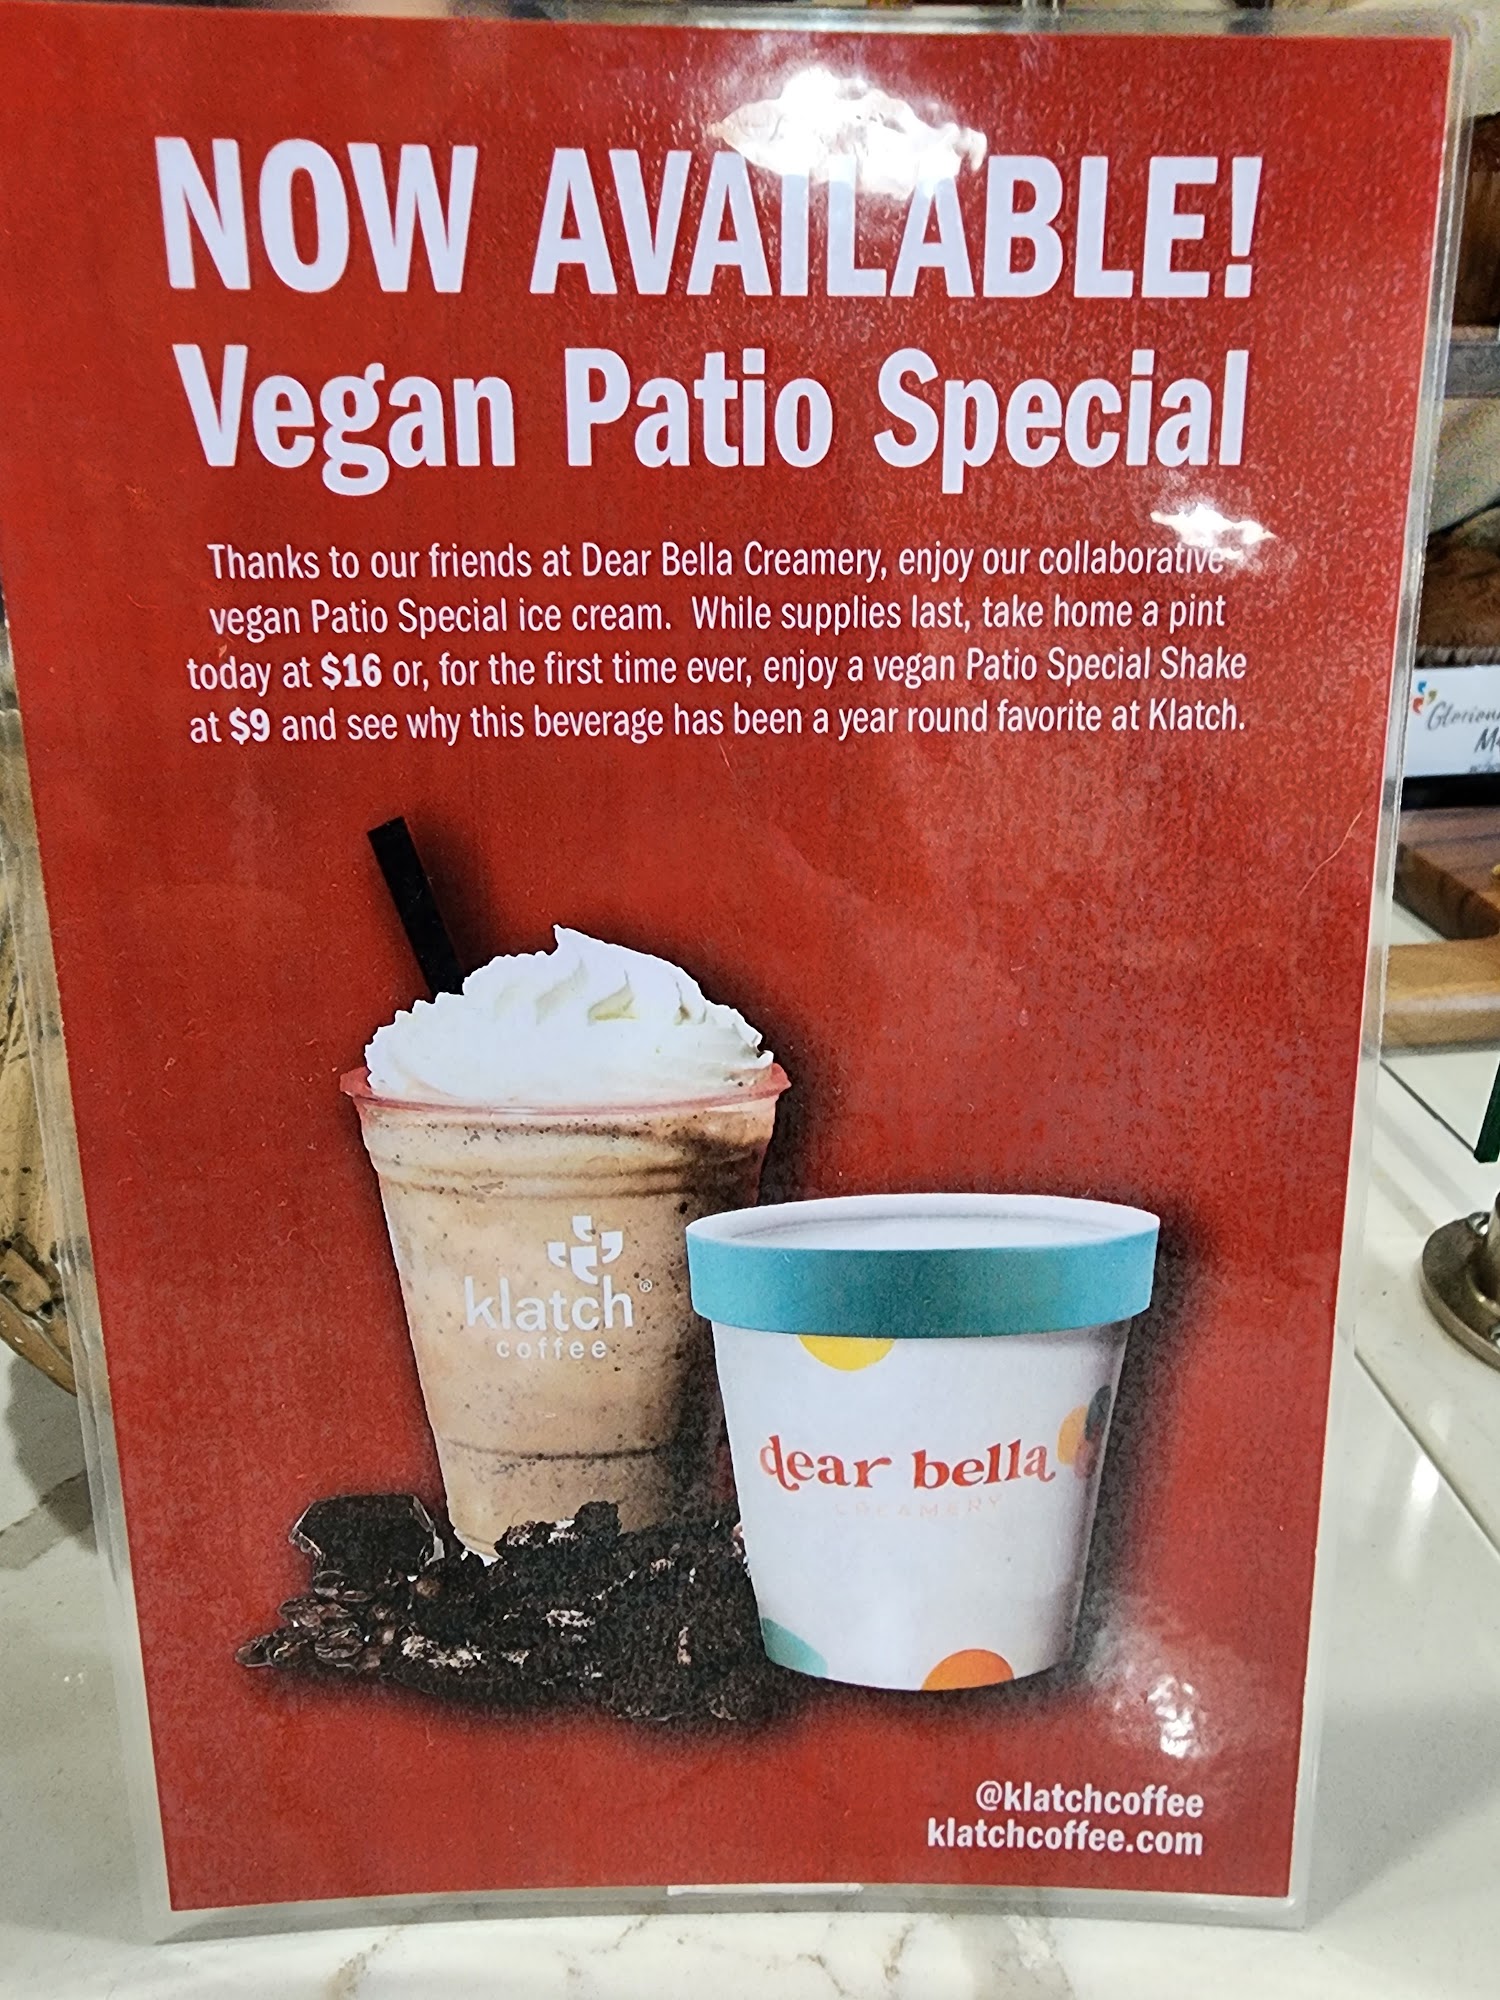 NOW AVAILABLE!
Vegan Patio Special
Thanks to our friends at Dear Bella Creamery, enjoy our collaborative
vegan Patio Special ice cream. While supplies last, take home a pint
today at $16 or, for the first time ever, enjoy a vegan Patio Special Shake
at $9 and see why this beverage has been a year round favorite at Klatch.
klatch®
coffee
dear bella
CREAMERY
@klatchcoffee
klatchcoffee.com